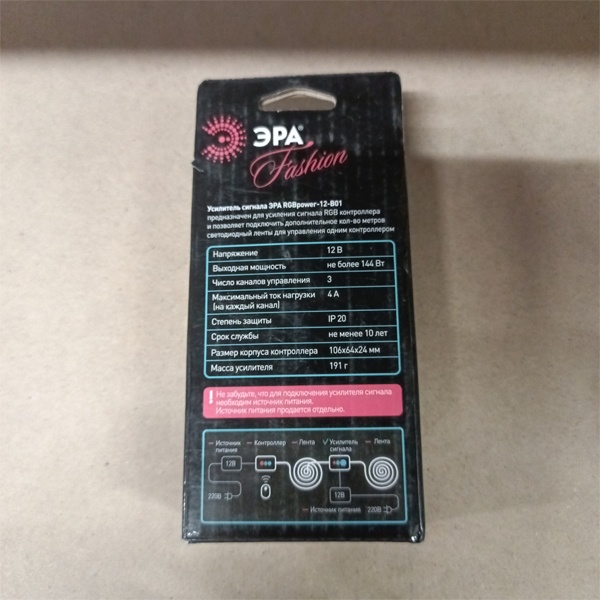 ЭРА®
Fashion
Усилитель сигнала ЭРА RGBpower-12-B01
предназначен для усиления сигнала RGB контроллера
и позволяет подключить дополнительное кол-во метров
светодиодный ленты для управления одним контроллером
Напряжение 12 В
Выходная мощность не более 144 Вт
Число каналов управления 3
Максимальный ток нагрузки 4 А
(на каждый канал)
Степень защиты IP 20
Срок службы не менее 10 лет
Размер корпуса контроллера 106x64x24 мм
Масса усилителя 191 г
! Не забудьте, что для подключения усилителя сигнала
необходим источник питания.
Источник питания продается отдельно.
— Источник питания
— Контроллер
— Лента
✓ Усилитель сигнала
— Лента
12В
220В
12В
— Источник питания 220В